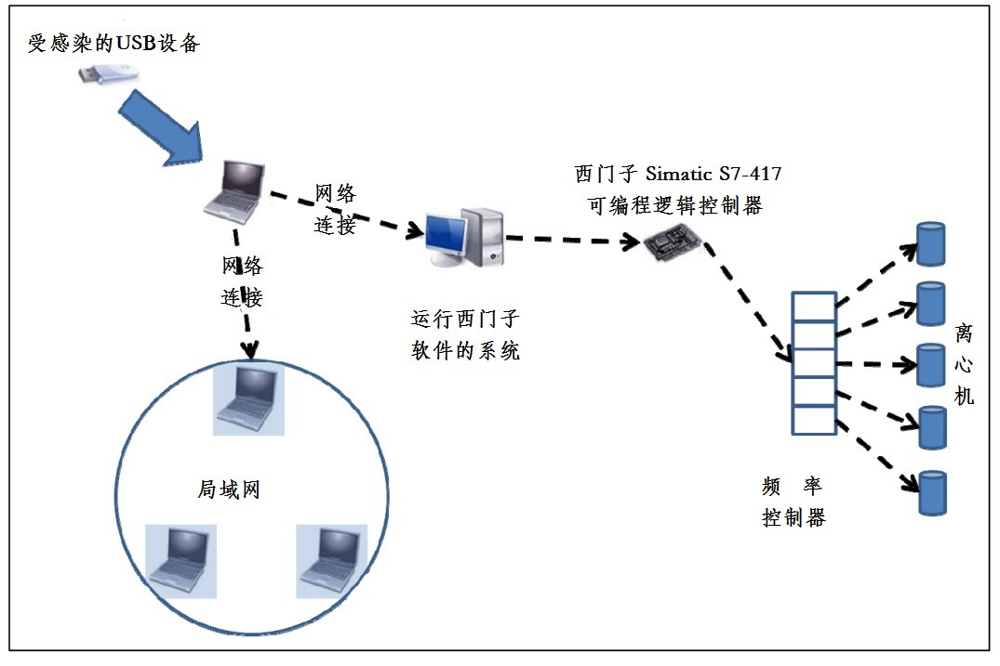 受感染的USB设备
西门子 Simatic S7-417
可编程逻辑控制器
网络
连接
网络
连接
运行西门子
软件的系统
离
心
机
局域网
频 率
控制器